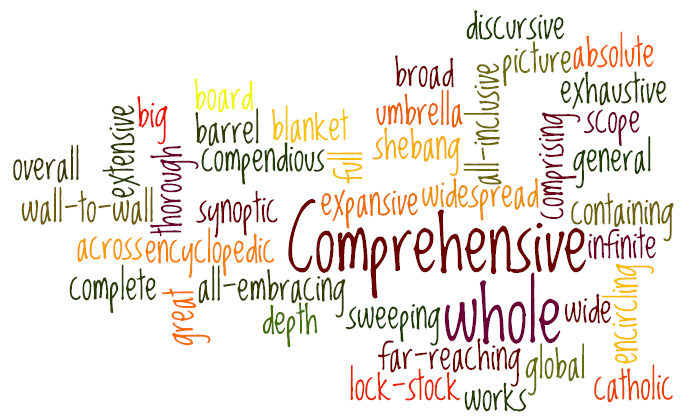 discursive
picture
absolute
broad
all-inclusive
exhaustive
board
big
umbrella
scope
extensive
barrel
blanket
shebang
comprising
general
overall
thorough
compendious
full
wall-to-wall
synoptic
expansive
widespread
containing
across
encyclopedic
Comprehensive
infinite
complete
great
all-embracing
depth
sweeping
whole
wide
encircling
far-reaching
global
lock-stock
works
catholic